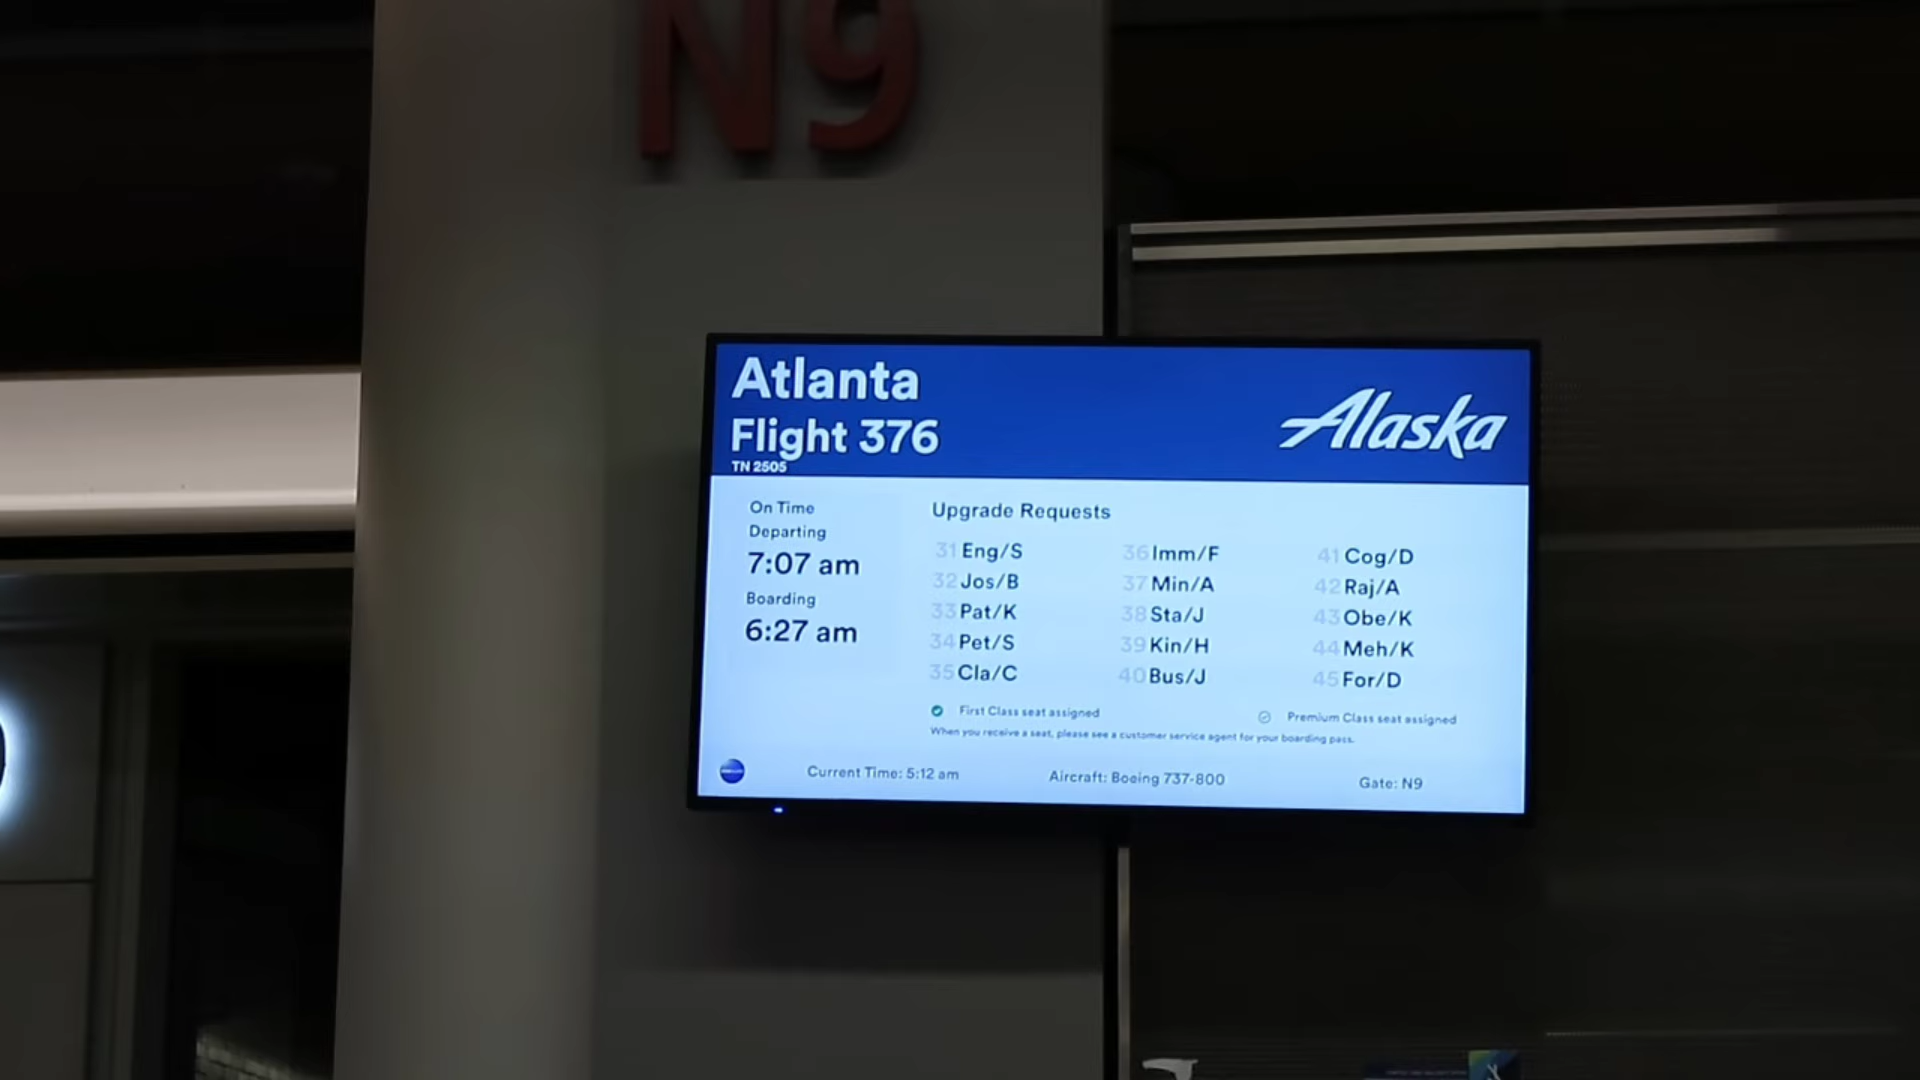 N9
Atlanta
Flight 376
TN 2505
Alaska
On Time
Departing
7:07 am
Boarding
6:27 am
Upgrade Requests
31 Eng/S
32 Jos/B
33 Pat/K
34 Pet/S
35 Cla/C
36 Imm/F
37 Min/A
38 Sta/J
39 Kin/H
40 Bus/J
41 Cog/D
42 Raj/A
43 Obe/K
44 Meh/K
45 For/D
First Class seat assigned
Premium Class seat assigned
When you receive a seat, please see a customer service agent for your boarding pass.
Current Time: 5:12 am
Aircraft: Boeing 737-800
Gate: N9